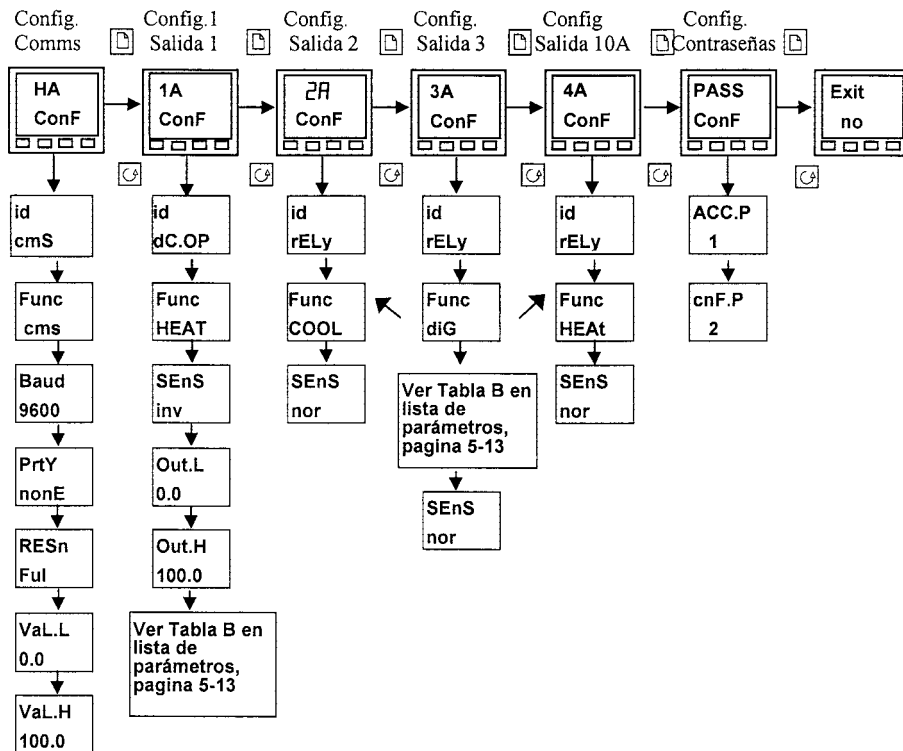 Config.
Comms
Config.1
Salida 1
Config.
Salida 2
Config.
Salida 3
Config
Salida 10A
Config.
Contraseñas
HA
ConF
1A
ConF
2A
ConF
3A
ConF
4A
ConF
PASS
ConF
Exit
no
id
cmS
Func
cms
Baud
9600
PrtY
nonE
RESn
Ful
VaL.L
0.0
VaL.H
100.0
id
dC.OP
Func
HEAT
SEnS
inv
Out.L
0.0
Out.H
100.0
Ver Tabla B en
lista de
parámetros,
pagina 5-13
id
rELy
Func
COOL
SEnS
nor
id
rELy
Func
diG
Ver Tabla B en
lista de
parámetros,
pagina 5-13
SEnS
nor
id
rELy
Func
HEAt
SEnS
nor
ACC.P
1
cnF.P
2